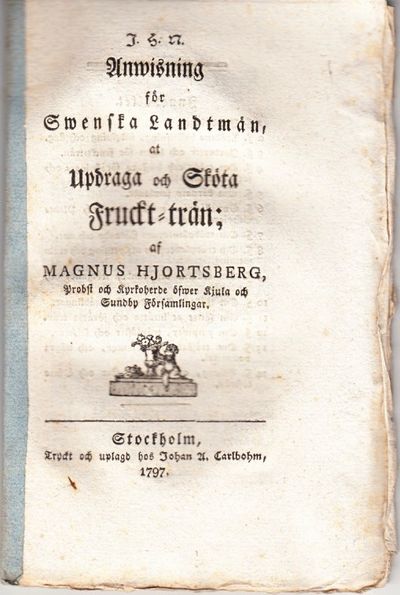 J. H. N.
Anwisning
för
Swenska Landtmän,
at
Updraga och Sköta
Fruckt-trän;
af
MAGNUS HJORTSBERG,
Probst och Kyrkoherde öfwer Kjula och
Sundby Församlingar.
Stockholm,
Tryckt och uplagd hos Johan A. Carlbohm,
1797.